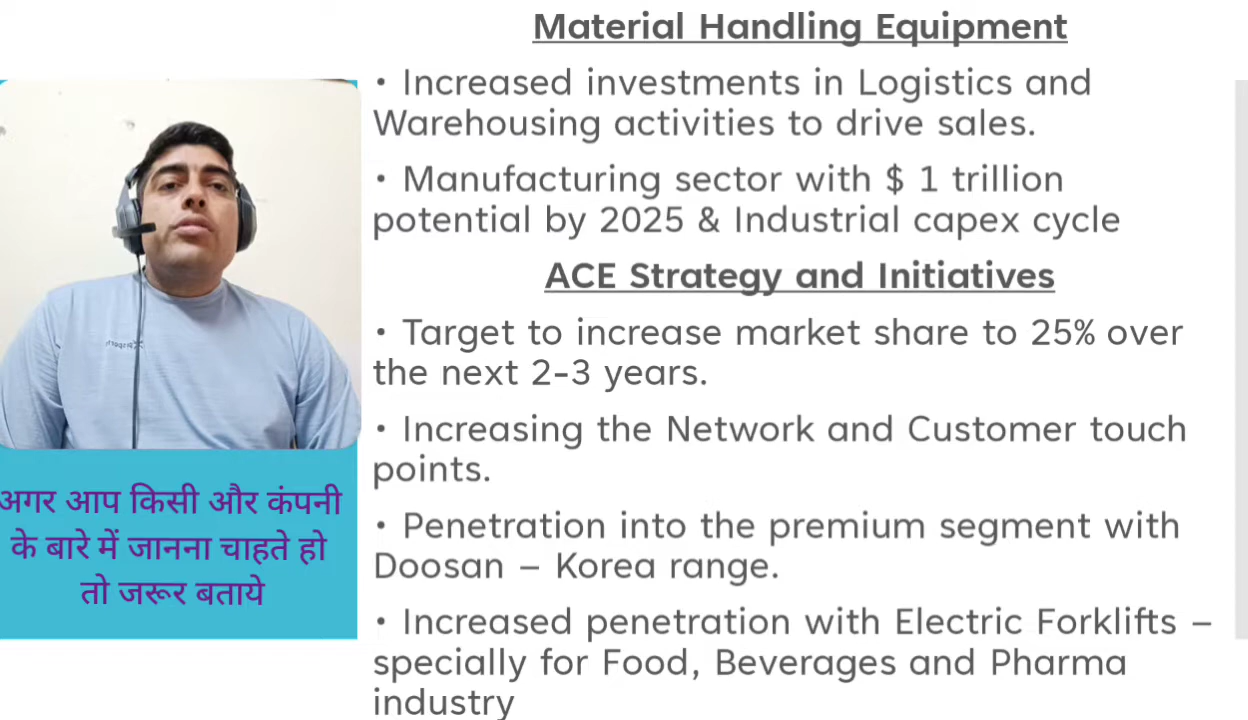 Material Handling Equipment
• Increased investments in Logistics and
Warehousing activities to drive sales.
• Manufacturing sector with $ 1 trillion
potential by 2025 & Industrial capex cycle
ACE Strategy and Initiatives
• Target to increase market share to 25% over
the next 2-3 years.
• Increasing the Network and Customer touch
points.
• Penetration into the premium segment with
Doosan – Korea range.
• Increased penetration with Electric Forklifts –
specially for Food, Beverages and Pharma
industry
अगर आप किसी और कंपनी
के बारे में जानना चाहते हो
तो जरूर बताये